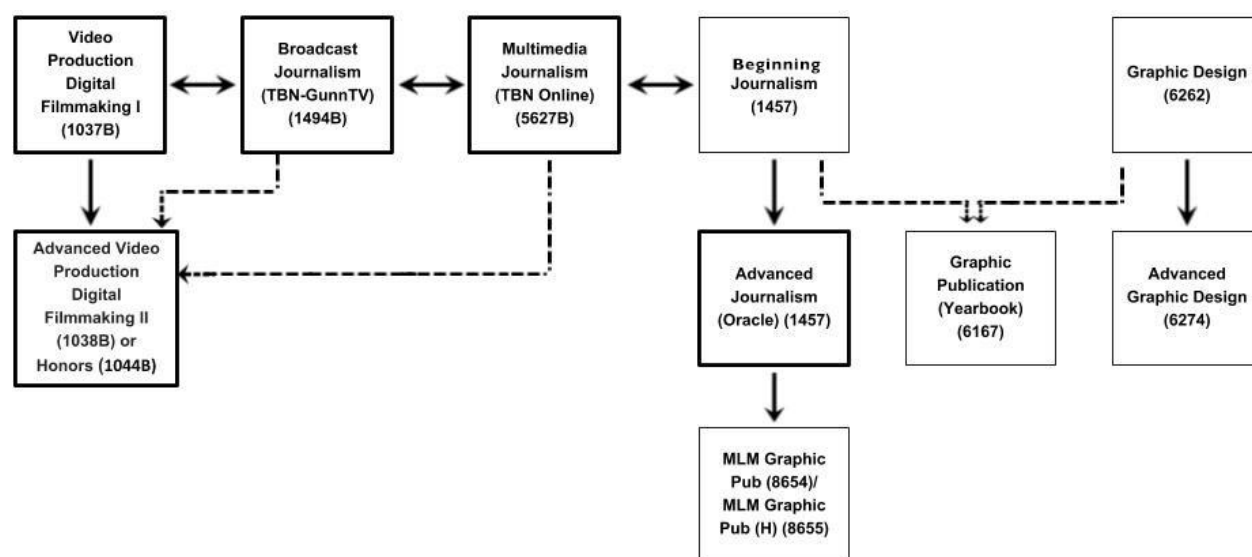 Video
Production
Digital
Filmmaking I
(1037B)
Broadcast
Journalism
(TBN-GunnTV)
(1494B)
Multimedia
Journalism
(TBN Online)
(5627B)
Beginning
Journalism
(1457)
Graphic Design
(6262)
Advanced Video
Production
Digital
Filmmaking II
(1038B) or
Honors (1044B)
Advanced
Journalism
(Oracle) (1457)
Graphic
Publication
(Yearbook)
(6167)
Advanced
Graphic Design
(6274)
MLM Graphic
Pub (8654)/
MLM Graphic
Pub (H) (8655)